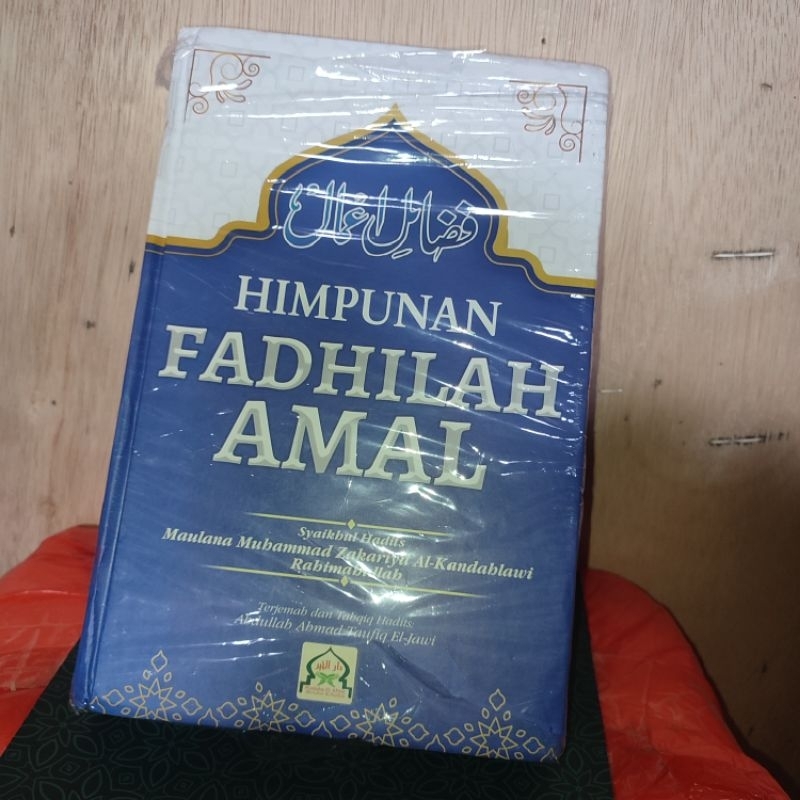 فضائل اعمال
HIMPUNAN
FADHILAH
AMAL
Syaikhul Hadits
Maulana Muhammad Zakariya Al-Kandahlawi
Rahimahullah
Terjemah dan Tahqiq Hadits:
Abdullah Ahmad Taufiq El-Jawi